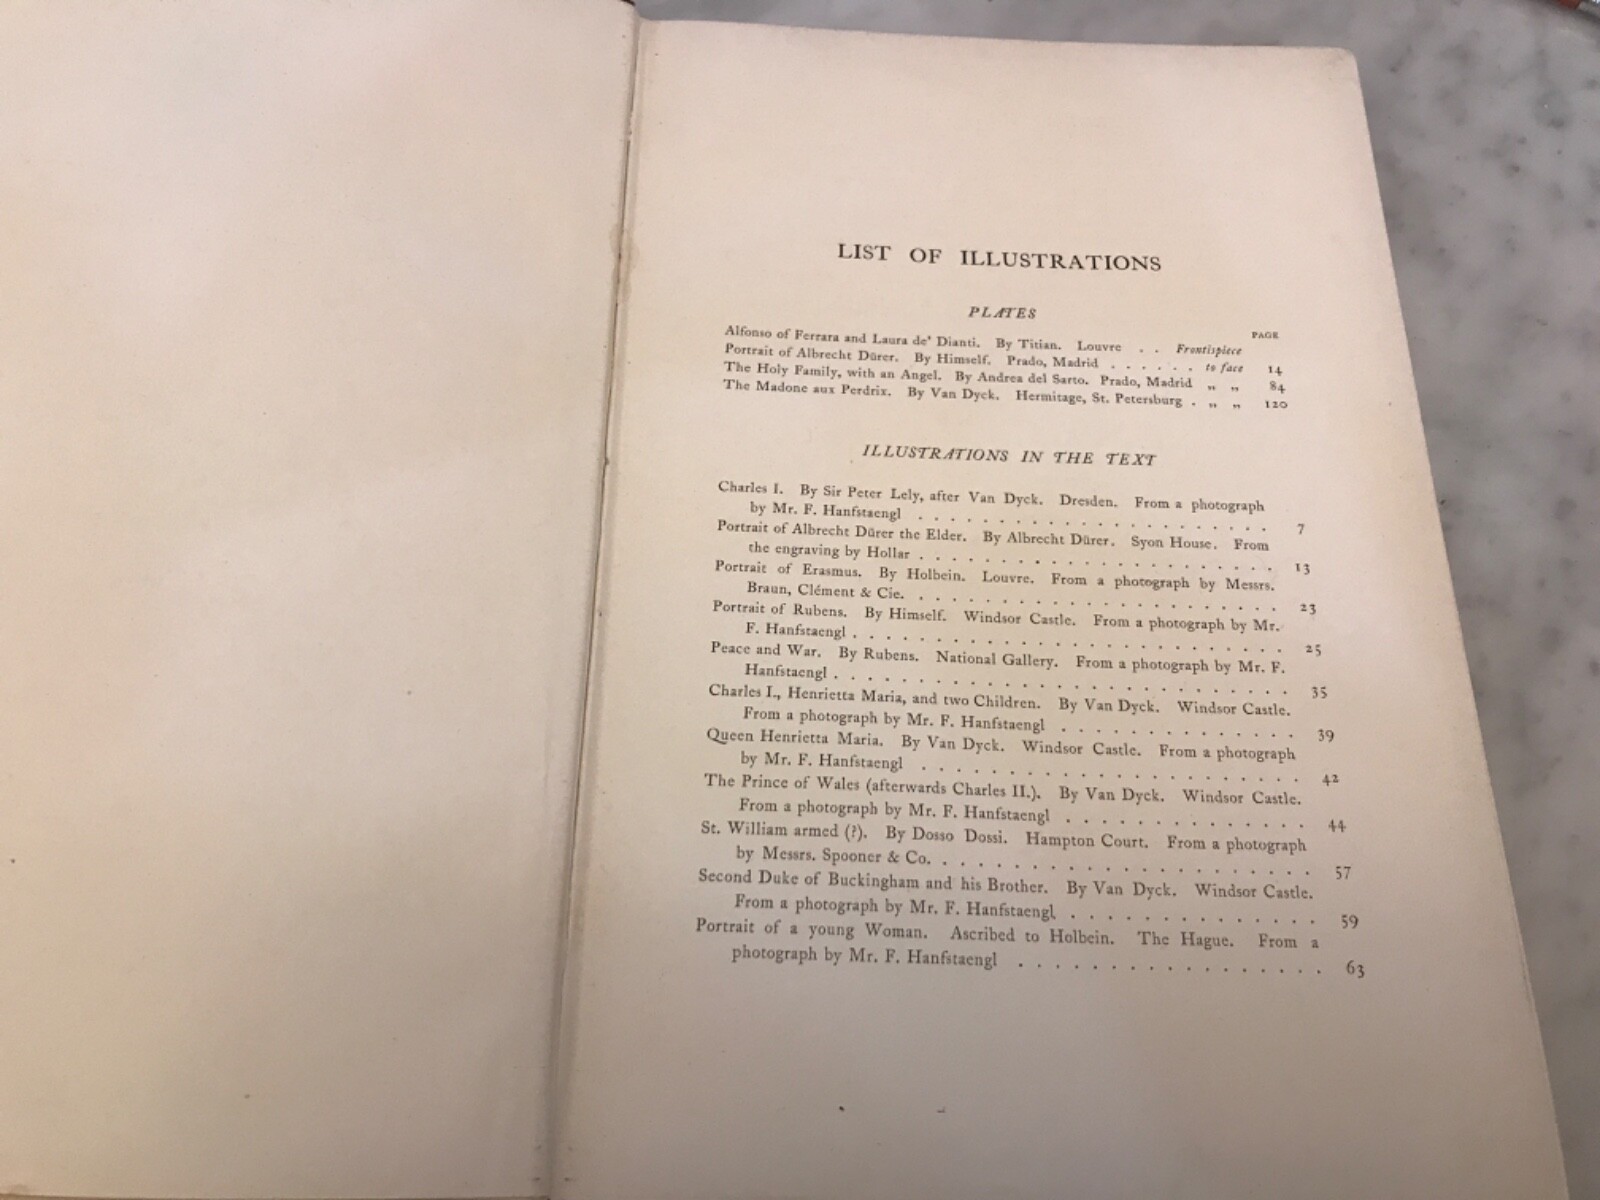 LIST OF ILLUSTRATIONS
PLATES
PAGE
Alfonso of Ferrara and Laura de' Dianti. By Titian. Louvre . . Frontispiece
Portrait of Albrecht Dürer. By Himself. Prado, Madrid . . . . . . to face 14
The Holy Family, with an Angel. By Andrea del Sarto. Prado, Madrid „ „ 84
The Madone aux Perdrix. By Van Dyck. Hermitage, St. Petersburg . „ „ 120
ILLUSTRATIONS IN THE TEXT
Charles I. By Sir Peter Lely, after Van Dyck. Dresden. From a photograph
by Mr. F. Hanfstaengl . . . . . . . . . . . . . . . . . . 7
Portrait of Albrecht Dürer the Elder. By Albrecht Dürer. Syon House. From
the engraving by Hollar . . . . . . . . . . . . . . . . . . 13
Portrait of Erasmus. By Holbein. Louvre. From a photograph by Messrs.
Braun, Clément & Cie. . . . . . . . . . . . . . . . . . . 23
Portrait of Rubens. By Himself. Windsor Castle. From a photograph by Mr.
F. Hanfstaengl . . . . . . . . . . . . . . . . . . . . . 25
Peace and War. By Rubens. National Gallery. From a photograph by Mr. F.
Hanfstaengl . . . . . . . . . . . . . . . . . . . . . . 35
Charles I., Henrietta Maria, and two Children. By Van Dyck. Windsor Castle.
From a photograph by Mr. F. Hanfstaengl . . . . . . . . . . . . 39
Queen Henrietta Maria. By Van Dyck. Windsor Castle. From a photograph
by Mr. F. Hanfstaengl . . . . . . . . . . . . . . . . . . 42
The Prince of Wales (afterwards Charles II.). By Van Dyck. Windsor Castle.
From a photograph by Mr. F. Hanfstaengl . . . . . . . . . . . . 44
St. William armed (?). By Dosso Dossi. Hampton Court. From a photograph
by Messrs. Spooner & Co. . . . . . . . . . . . . . . . . . 57
Second Duke of Buckingham and his Brother. By Van Dyck. Windsor Castle.
From a photograph by Mr. F. Hanfstaengl . . . . . . . . . . . . 59
Portrait of a young Woman. Ascribed to Holbein. The Hague. From a
photograph by Mr. F. Hanfstaengl . . . . . . . . . . . . . . . 63